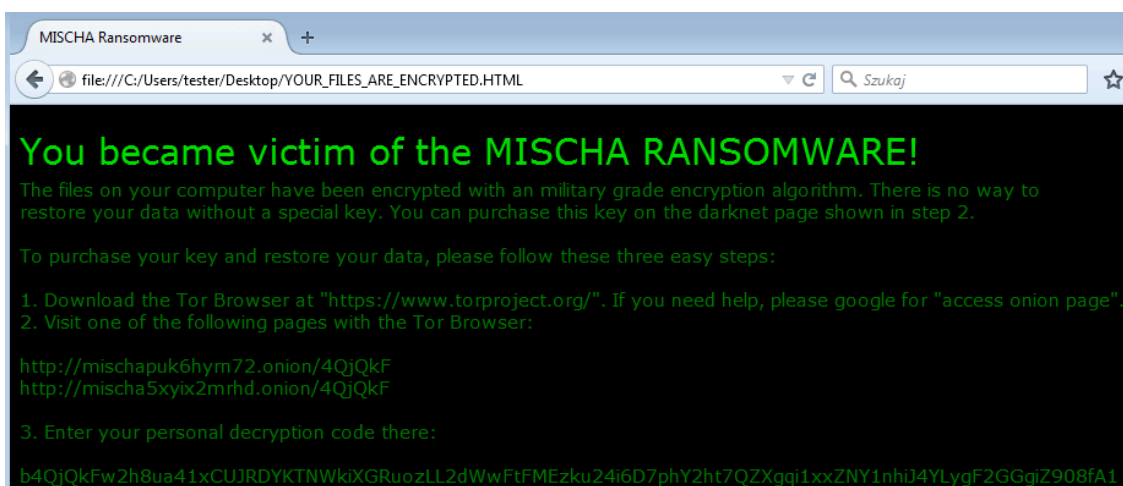 MISCHA Ransomware
file:///C:/Users/tester/Desktop/YOUR_FILES_ARE_ENCRYPTED.HTML
Szukaj
You became victim of the MISCHA RANSOMWARE!
The files on your computer have been encrypted with an military grade encryption algorithm. There is no way to
restore your data without a special key. You can purchase this key on the darknet page shown in step 2.
To purchase your key and restore your data, please follow these three easy steps:
1. Download the Tor Browser at "https://www.torproject.org/". If you need help, please google for "access onion page".
2. Visit one of the following pages with the Tor Browser:
http://mischapuk6hyrn72.onion/4QjQkF
http://mischa5xyix2mrhd.onion/4QjQkF
3. Enter your personal decryption code there:
b4QjQkFw2h8ua41xCUJRDYKTNWkiXGRuozLL2dWwFtFMEzku24i6D7phY2ht7QZXgqi1xxZNY1nhiJ4YLygF2GGgiZ908fA1